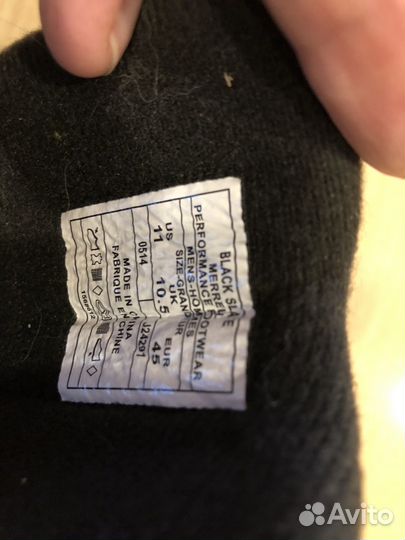 BLACK SLATE
MERRELL
PERFORMANCE FOOTWEAR
MEN'S-HOMMES
SIZE-GRANDEUR
US UK EUR
11 10.5 45
0514 J24291
MADE IN CHINA
FABRIQUE EN CHINE
Avito